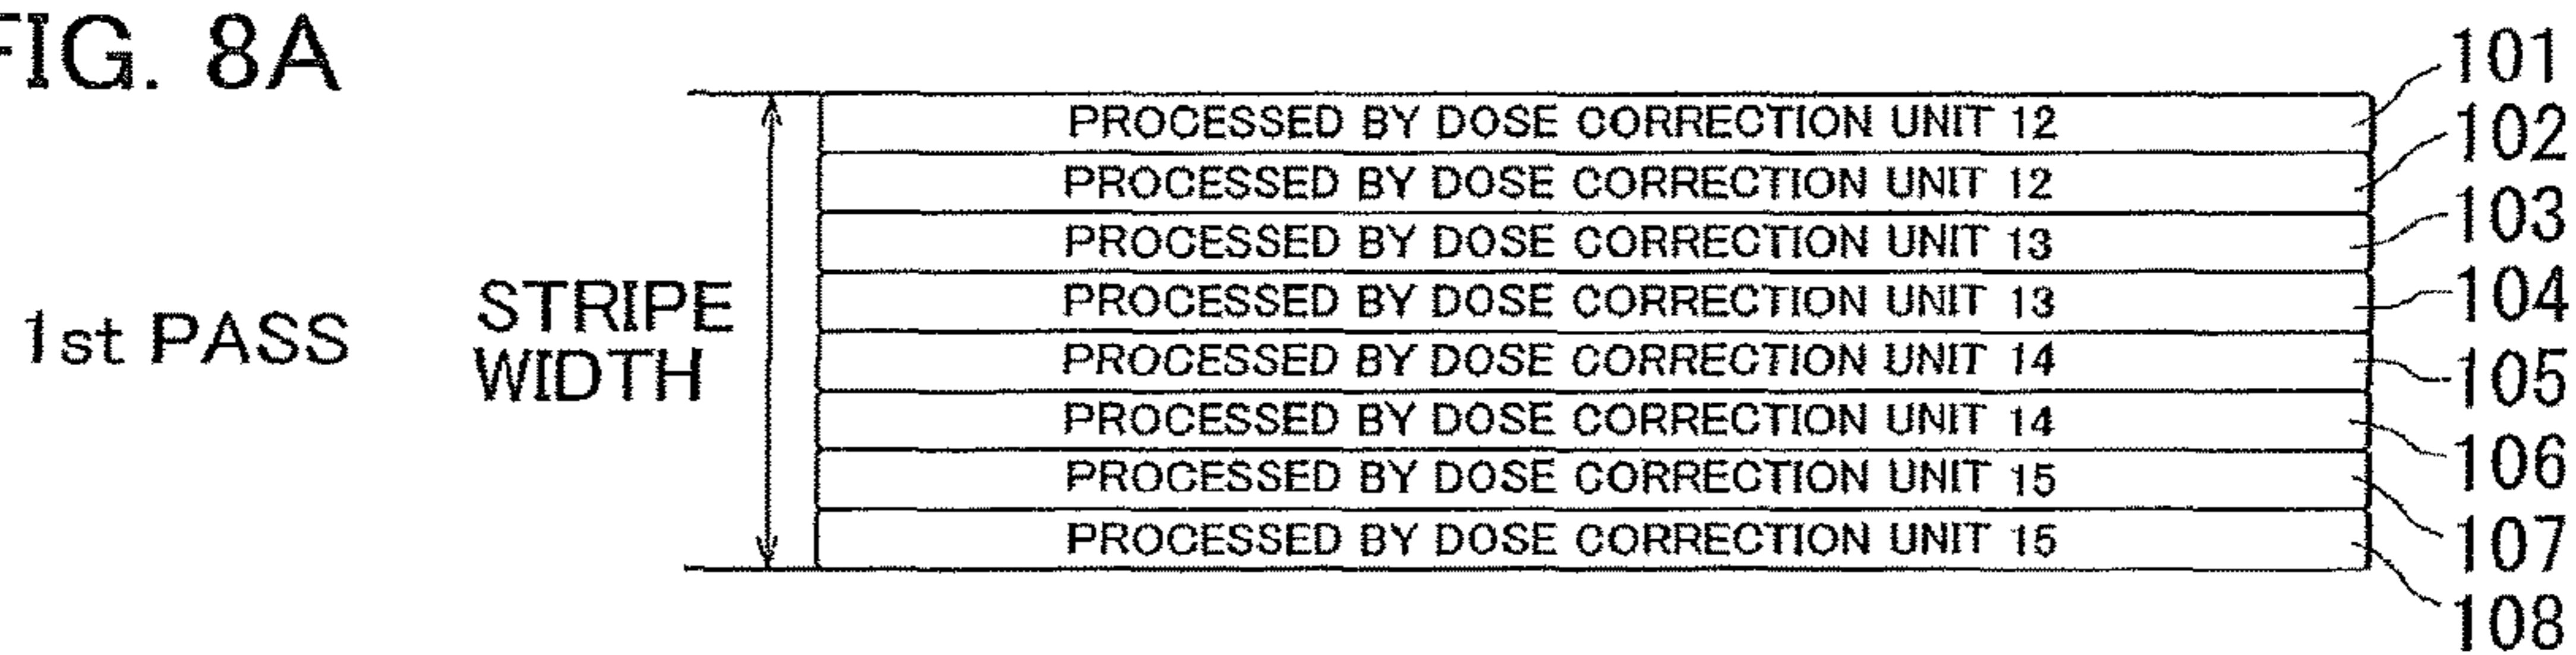 FIG. 8A
1st PASS
STRIPE
WIDTH
PROCESSED BY DOSE CORRECTION UNIT 12
PROCESSED BY DOSE CORRECTION UNIT 12
PROCESSED BY DOSE CORRECTION UNIT 13
PROCESSED BY DOSE CORRECTION UNIT 13
PROCESSED BY DOSE CORRECTION UNIT 14
PROCESSED BY DOSE CORRECTION UNIT 14
PROCESSED BY DOSE CORRECTION UNIT 15
PROCESSED BY DOSE CORRECTION UNIT 15
101
102
103
104
105
106
107
108